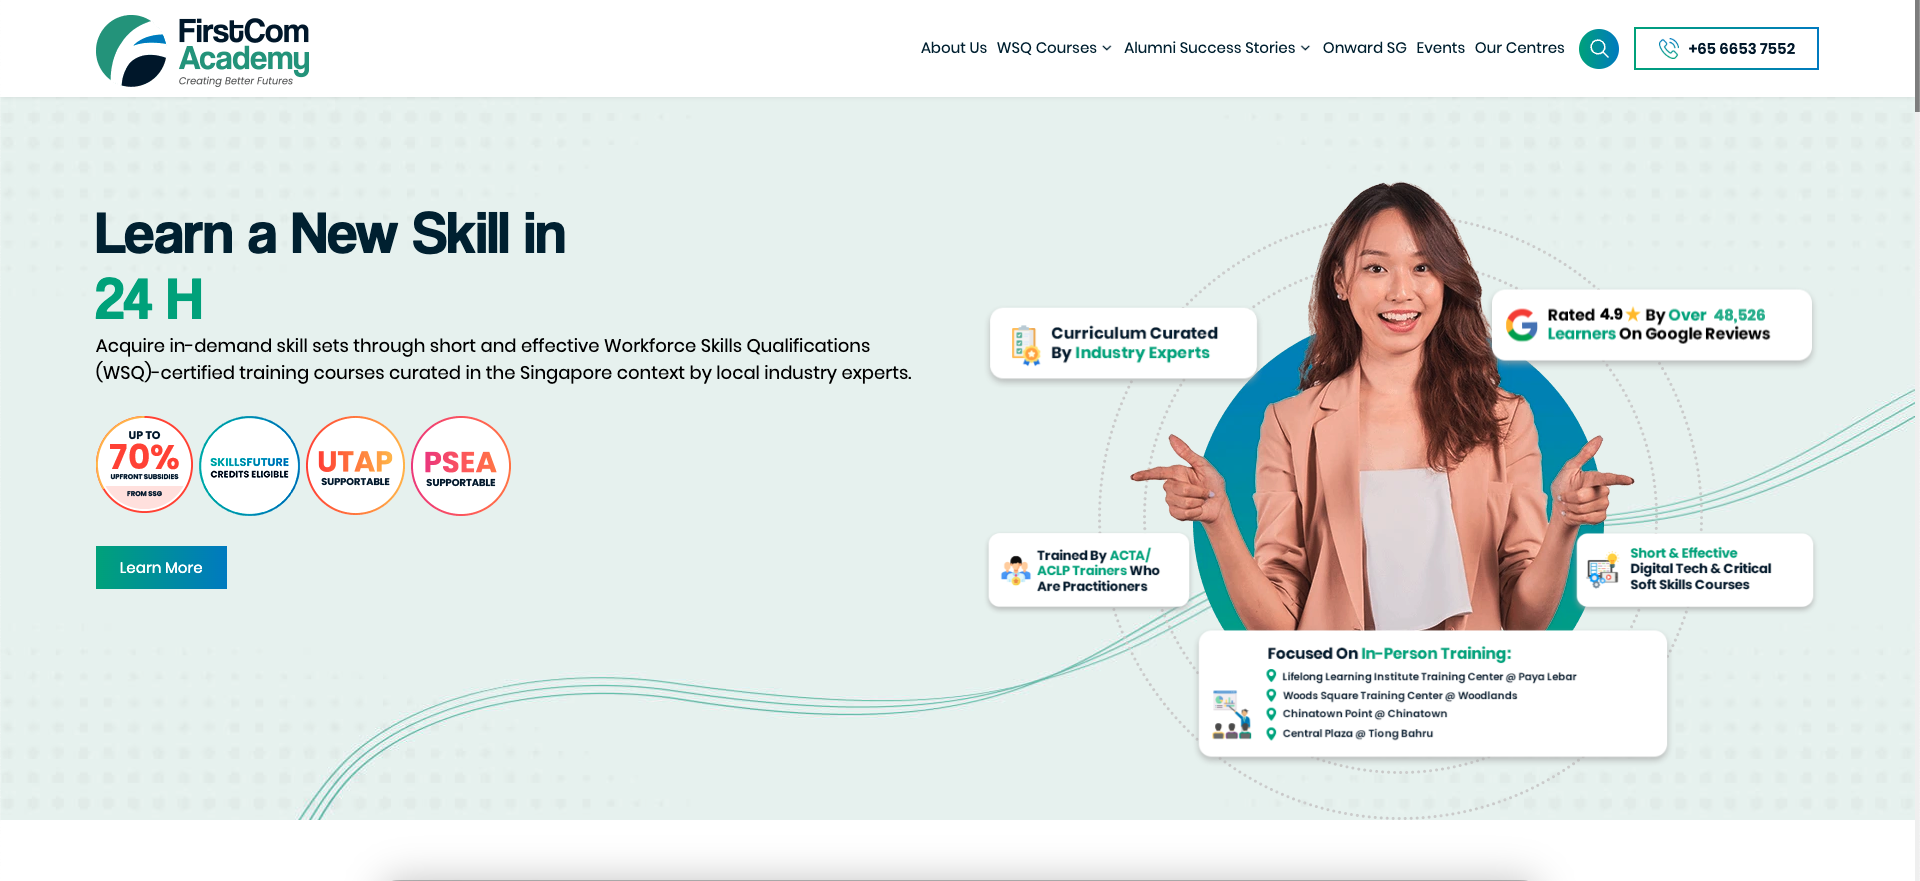 FirstCom
Academy
Creating Better Futures
About Us
WSQ Courses
Alumni Success Stories
Onward SG
Events
Our Centres
+65 6653 7552
Learn a New Skill in
24 H
Acquire in-demand skill sets through short and effective Workforce Skills Qualifications
(WSQ)-certified training courses curated in the Singapore context by local industry experts.
UP TO
70%
UPFRONT SUBSIDIES
FROM SSG
SKILLSFUTURE
CREDITS ELIGIBLE
UTAP
SUPPORTABLE
PSEA
SUPPORTABLE
Learn More
Curriculum Curated
By Industry Experts
Rated 4.9 By Over 48,526
Learners On Google Reviews
Trained By ACTA/
ACLP Trainers Who
Are Practitioners
Short & Effective
Digital Tech & Critical
Soft Skills Courses
Focused On In-Person Training:
Lifelong Learning Institute Training Center @ Paya Lebar
Woods Square Training Center @ Woodlands
Chinatown Point @ Chinatown
Central Plaza @ Tiong Bahru